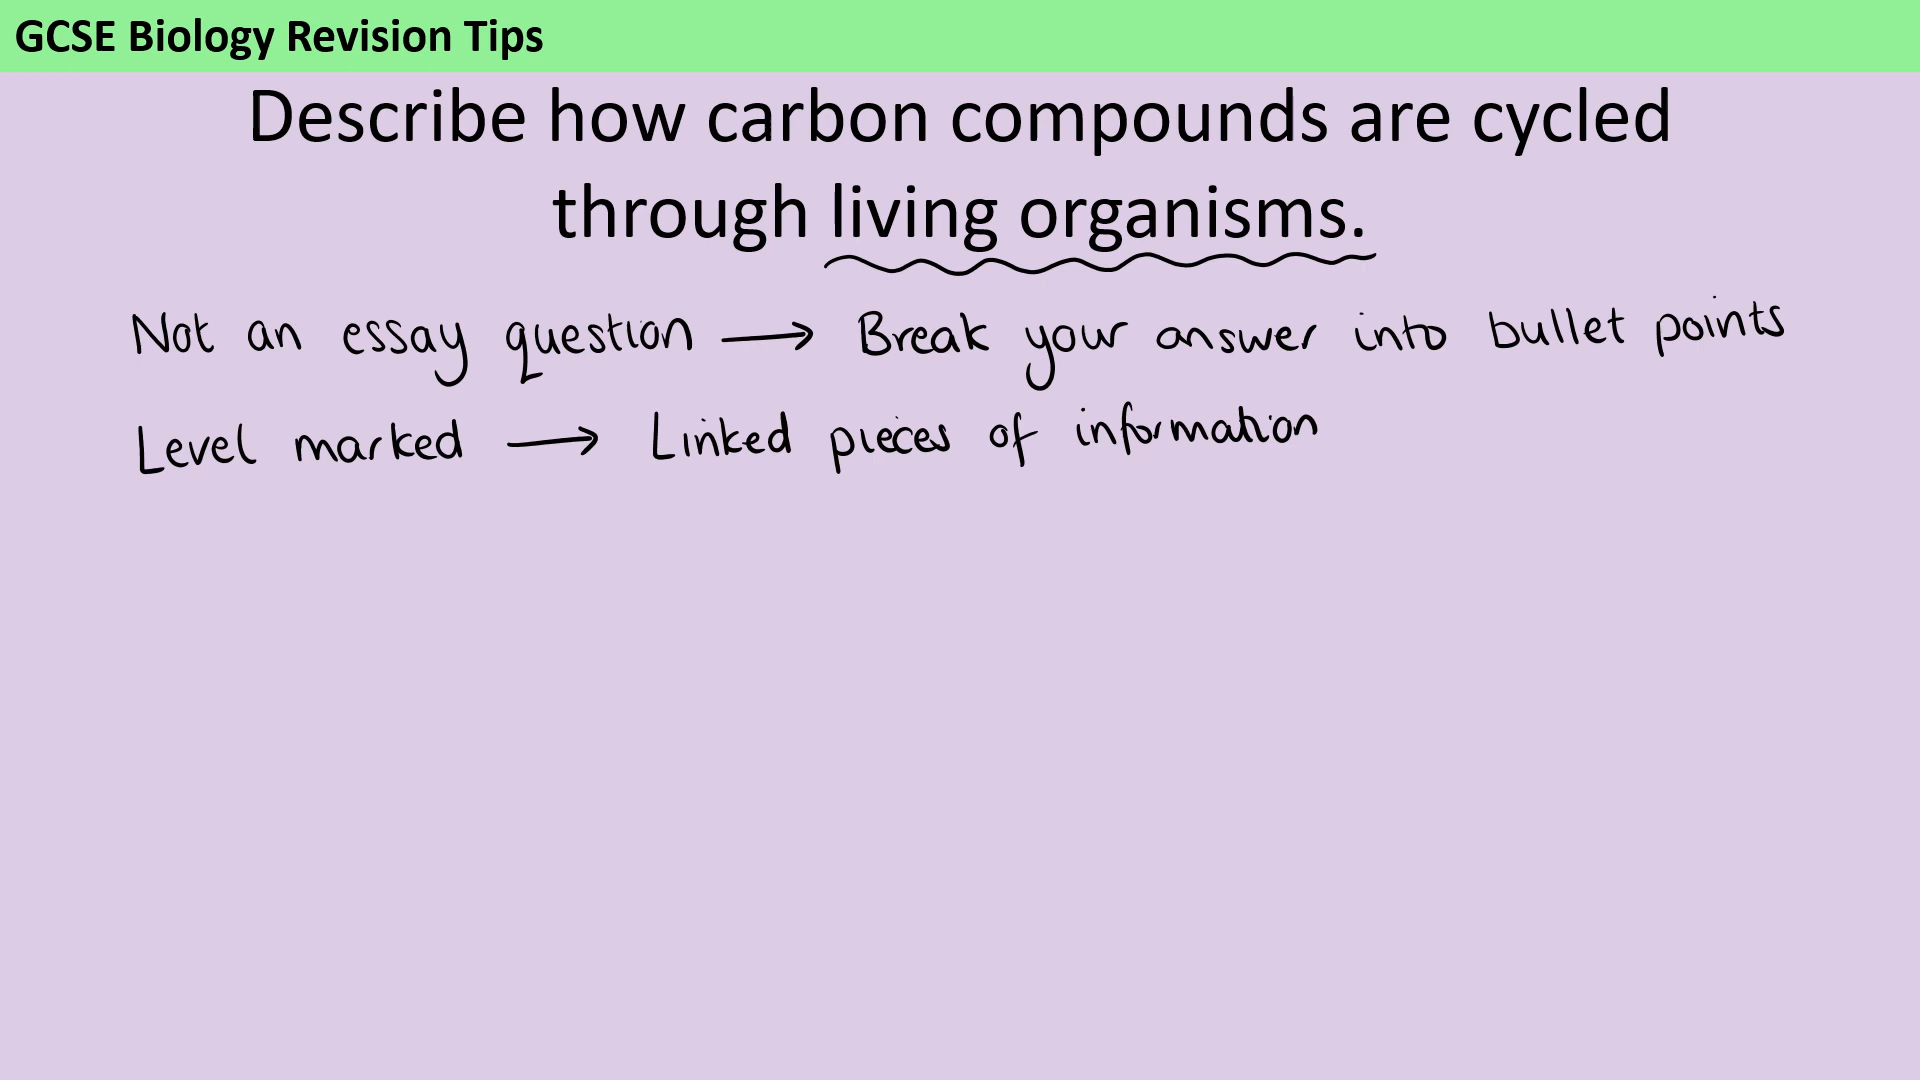 GCSE Biology Revision Tips
Describe how carbon compounds are cycled
through living organisms.
Not an essay question → Break your answer into bullet points
Level marked → Linked pieces of information